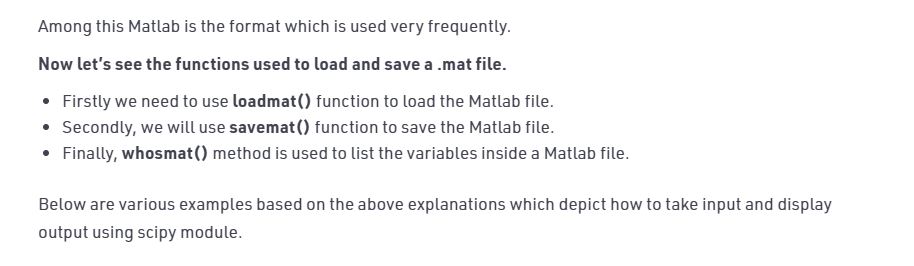 Among this Matlab is the format which is used very frequently.
Now let’s see the functions used to load and save a .mat file.
• Firstly we need to use loadmat() function to load the Matlab file.
• Secondly, we will use savemat() function to save the Matlab file.
• Finally, whosmat() method is used to list the variables inside a Matlab file.
Below are various examples based on the above explanations which depict how to take input and display
output using scipy module.